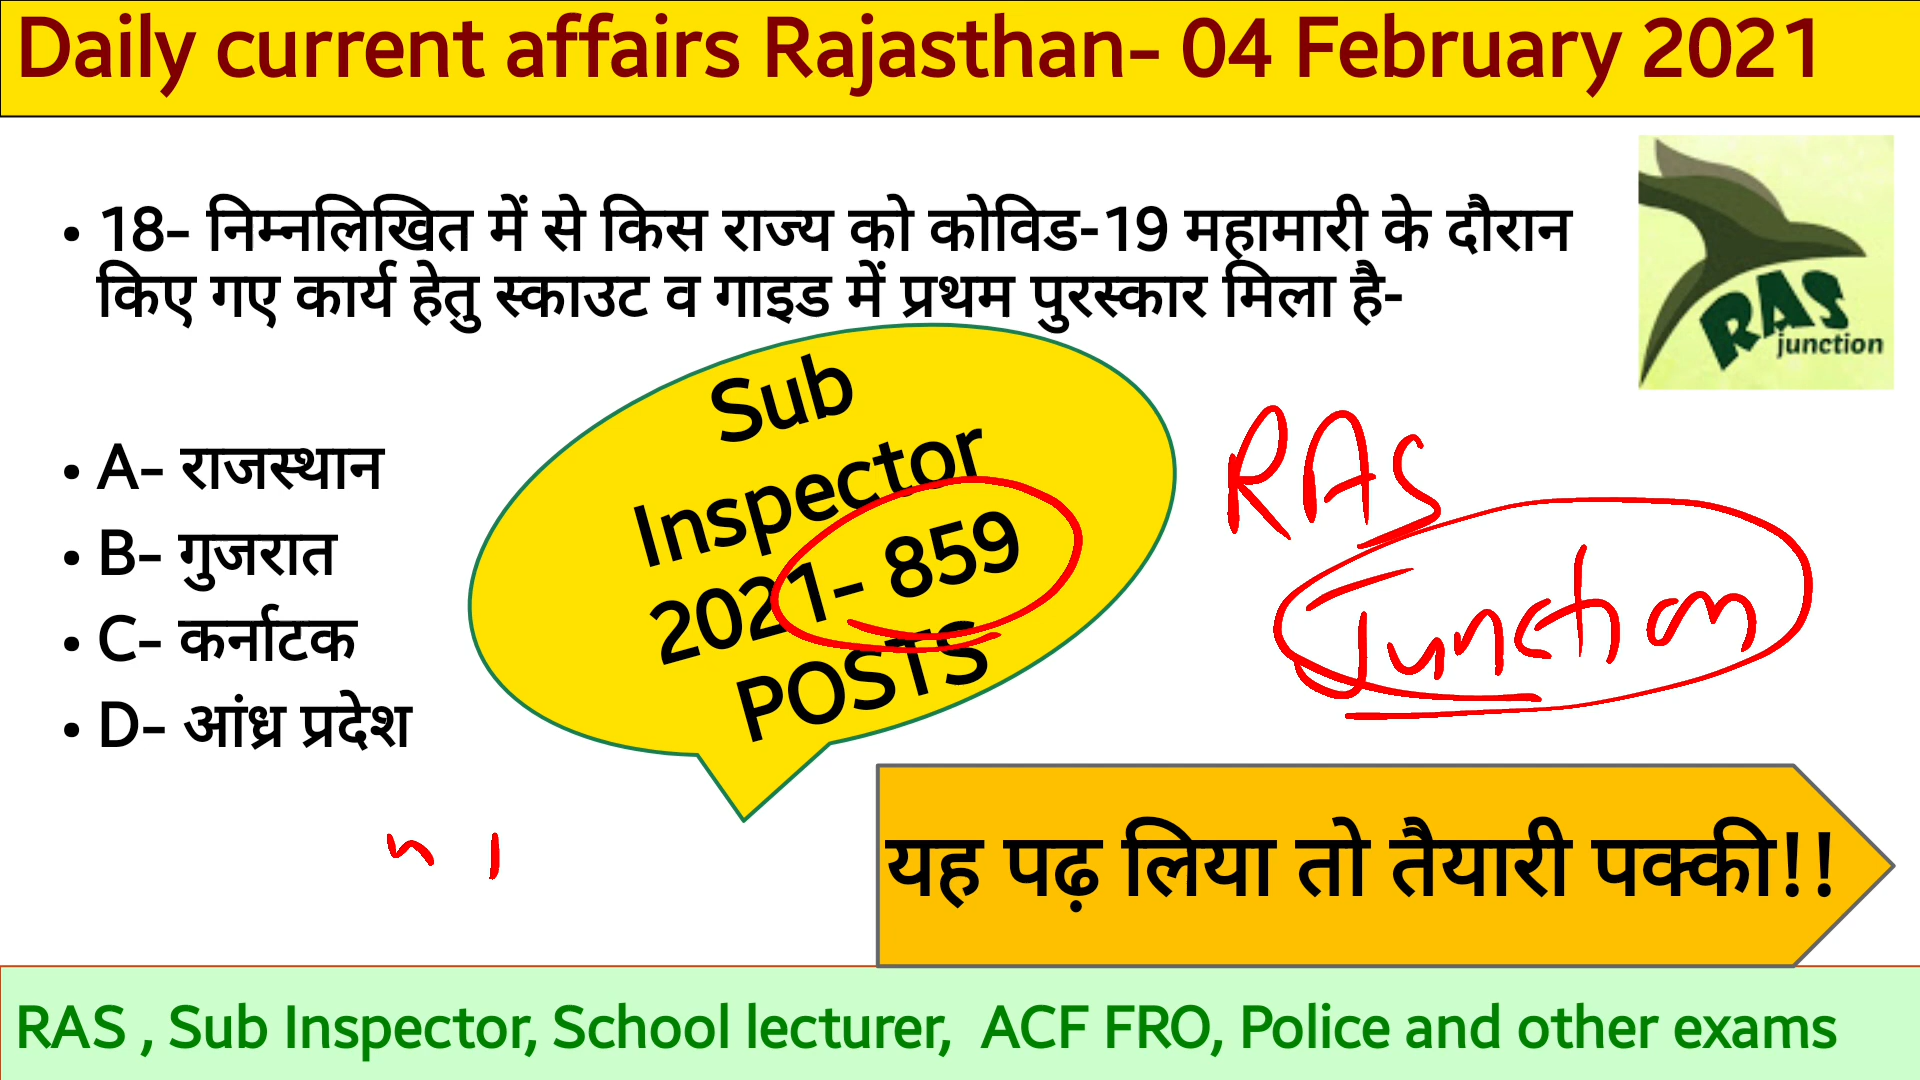 Daily current affairs Rajasthan- 04 February 2021
• 18- निम्नलिखित में से किस राज्य को कोविड-19 महामारी के दौरान
किए गए कार्य हेतु स्काउट व गाइड में प्रथम पुरस्कार मिला है-
RAS
junction
• A- राजस्थान
• B- गुजरात
• C- कर्नाटक
• D- आंध्र प्रदेश
Sub
Inspector
2021- 859
POSTS
RAS
Junction
यह पढ़ लिया तो तैयारी पक्की!!
RAS , Sub Inspector, School lecturer, ACF FRO, Police and other exams